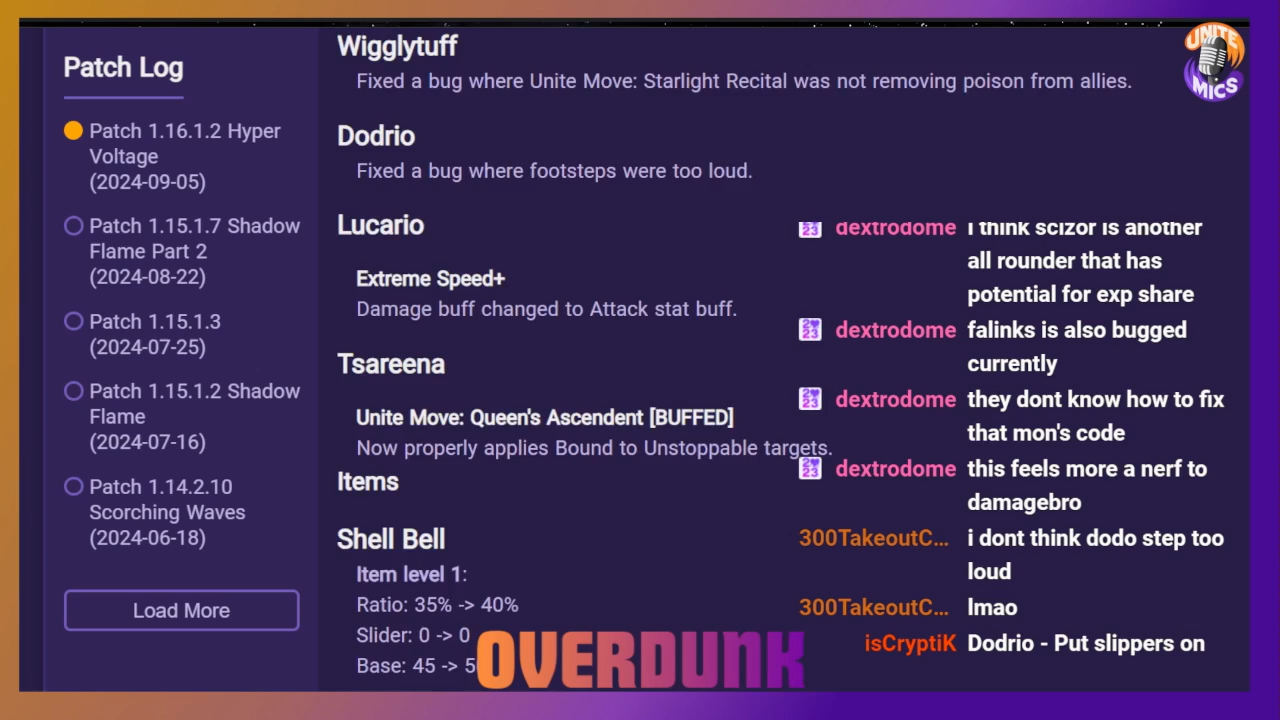 Patch Log
Patch 1.16.1.2 Hyper
Voltage
(2024-09-05)
Patch 1.15.1.7 Shadow
Flame Part 2
(2024-08-22)
Patch 1.15.1.3
(2024-07-25)
Patch 1.15.1.2 Shadow
Flame
(2024-07-16)
Patch 1.14.2.10
Scorching Waves
(2024-06-18)
Load More
Wigglytuff
Fixed a bug where Unite Move: Starlight Recital was not removing poison from allies.
Dodrio
Fixed a bug where footsteps were too loud.
Lucario
Extreme Speed+
Damage buff changed to Attack stat buff.
Tsareena
Unite Move: Queen's Ascendent [BUFFED]
Now properly applies Bound to Unstoppable targets.
Items
Shell Bell
Item level 1:
Ratio: 35% -> 40%
Slider: 0 -> 0
Base: 45 -> 5
OVERDUNK
UNITE
MICS
dextrodome i think scizor is another
all rounder that has
potential for exp share
dextrodome falinks is also bugged
currently
dextrodome they dont know how to fix
that mon's code
dextrodome this feels more a nerf to
damagebro
300TakeoutC... i dont think dodo step too
loud
300TakeoutC... lmao
isCryptiK Dodrio - Put slippers on